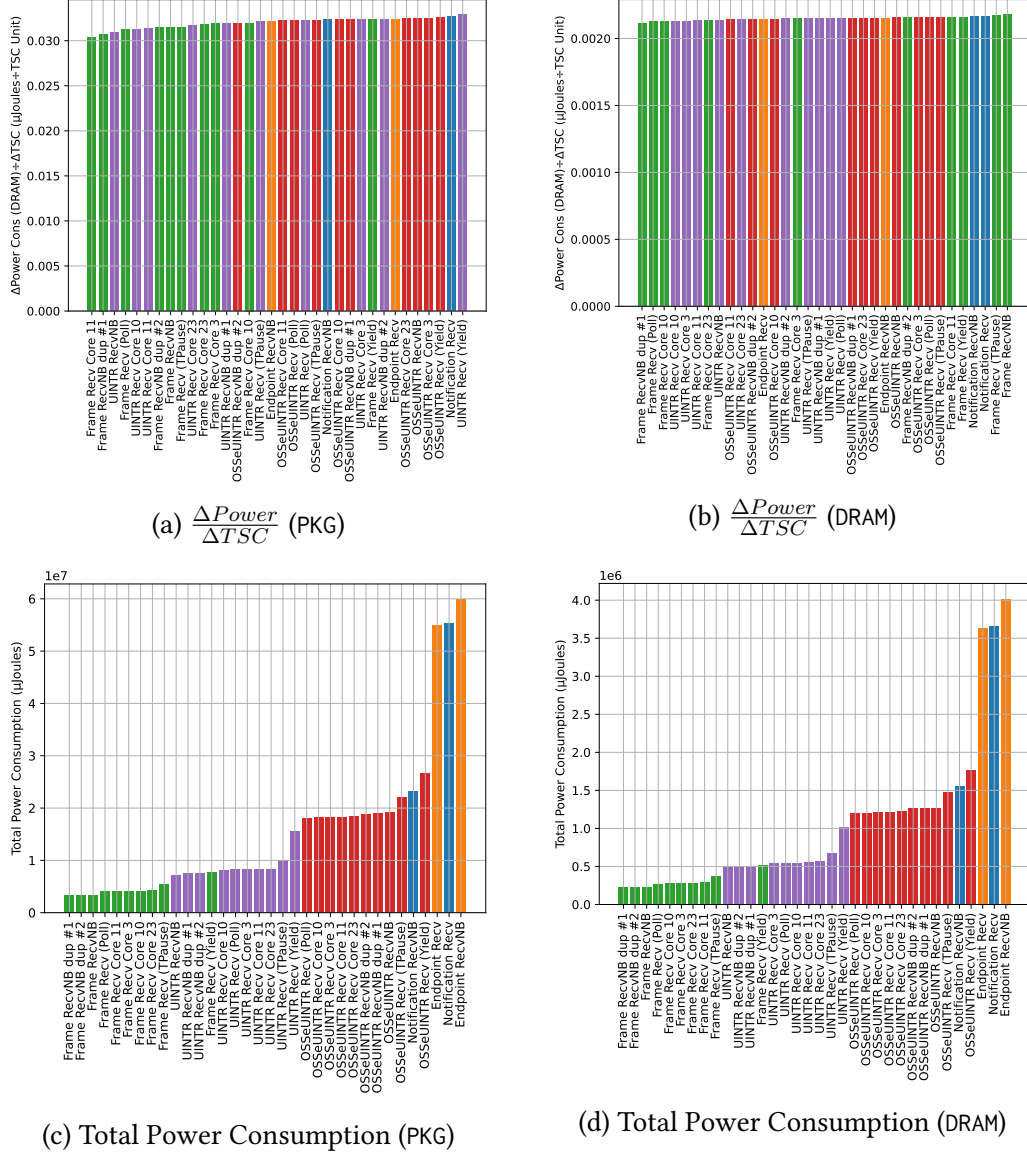 0.030
0.025
0.020
0.015
0.010
0.005
0.000
ΔPower Cons (DRAM)÷ΔTSC (μJoules÷TSC Unit)
Frame Recv Core 11
Frame RecvNB dup #1
UINTR RecvNB
Frame Recv (Poll)
UINTR Recv Core 10
UINTR Recv Core 11
Frame RecvNB dup #2
Frame RecvNB
Frame Recv (TPause)
UINTR Recv Core 23
Frame Recv Core 23
Frame Recv Core 3
UINTR RecvNB dup #1
OSSeUINTR RecvNB dup #2
Frame Recv Core 10
UINTR Recv (TPause)
Endpoint RecvNB
OSSeUINTR Recv Core 11
OSSeUINTR Recv (Poll)
UINTR Recv (Poll)
OSSeUINTR Recv (TPause)
Notification RecvNB
OSSeUINTR Recv Core 10
OSSeUINTR RecvNB dup #1
UINTR Recv Core 3
Frame Recv (Yield)
UINTR RecvNB dup #2
Endpoint Recv
OSSeUINTR Recv Core 23
OSSeUINTR RecvNB
OSSeUINTR Recv Core 3
OSSeUINTR Recv (Yield)
Notification Recv
UINTR Recv (Yield)
(a) ΔPower/ΔTSC (PKG)
0.0020
0.0015
0.0010
0.0005
0.0000
ΔPower Cons (DRAM)÷ΔTSC (μJoules÷TSC Unit)
Frame RecvNB dup #1
Frame Recv (Poll)
Frame Recv Core 10
UINTR Recv Core 10
UINTR Recv Core 3
UINTR Recv Core 11
Frame Recv Core 23
UINTR RecvNB
OSSeUINTR Recv Core 11
UINTR Recv Core 23
OSSeUINTR RecvNB dup #2
Endpoint Recv
OSSeUINTR Recv Core 10
UINTR RecvNB dup #2
Frame Recv Core 3
UINTR Recv (TPause)
UINTR RecvNB dup #1
UINTR Recv (Yield)
UINTR Recv (Poll)
OSSeUINTR RecvNB dup #1
OSSeUINTR Recv Core 3
OSSeUINTR Recv (Yield)
Endpoint RecvNB
OSSeUINTR RecvNB
Frame RecvNB dup #2
OSSeUINTR Recv Core 23
OSSeUINTR Recv (Poll)
OSSeUINTR Recv (TPause)
Frame Recv Core 11
Frame Recv (Yield)
Notification RecvNB
Notification Recv
Frame Recv (TPause)
Frame RecvNB
(b) ΔPower/ΔTSC (DRAM)
1e7
6
5
4
3
2
1
0
Total Power Consumption (μJoules)
Frame RecvNB dup #1
Frame RecvNB dup #2
Frame RecvNB
Frame Recv (Poll)
Frame Recv Core 11
Frame Recv Core 3
Frame Recv Core 10
Frame Recv Core 23
Frame Recv (TPause)
UINTR RecvNB
UINTR RecvNB dup #1
UINTR RecvNB dup #2
Frame Recv (Yield)
UINTR Recv Core 10
UINTR Recv (Poll)
UINTR Recv Core 3
UINTR Recv Core 11
UINTR Recv Core 23
UINTR Recv (TPause)
UINTR Recv (Yield)
OSSeUINTR Recv (Poll)
OSSeUINTR Recv Core 3
OSSeUINTR Recv Core 10
OSSeUINTR Recv Core 11
OSSeUINTR Recv Core 23
OSSeUINTR RecvNB dup #2
OSSeUINTR RecvNB dup #1
OSSeUINTR RecvNB
OSSeUINTR Recv (TPause)
Notification RecvNB
OSSeUINTR Recv (Yield)
Endpoint Recv
Notification Recv
Endpoint RecvNB
(c) Total Power Consumption (PKG)
1e6
4.0
3.5
3.0
2.5
2.0
1.5
1.0
0.5
0.0
Total Power Consumption (μJoules)
Frame RecvNB dup #1
Frame RecvNB dup #2
Frame RecvNB
Frame Recv (Poll)
Frame Recv Core 10
Frame Recv Core 3
Frame Recv Core 23
Frame Recv Core 11
Frame Recv (TPause)
UINTR RecvNB
UINTR RecvNB dup #2
UINTR RecvNB dup #1
Frame Recv (Yield)
UINTR Recv Core 3
UINTR Recv (Poll)
UINTR Recv Core 10
UINTR Recv Core 11
UINTR Recv Core 23
UINTR Recv (TPause)
UINTR Recv (Yield)
OSSeUINTR Recv (Poll)
OSSeUINTR Recv Core 10
OSSeUINTR Recv Core 3
OSSeUINTR Recv Core 11
OSSeUINTR Recv Core 23
OSSeUINTR RecvNB dup #2
OSSeUINTR RecvNB dup #1
OSSeUINTR RecvNB
OSSeUINTR Recv (TPause)
Notification RecvNB
OSSeUINTR Recv (Yield)
Endpoint Recv
Notification Recv
Endpoint RecvNB
(d) Total Power Consumption (DRAM)